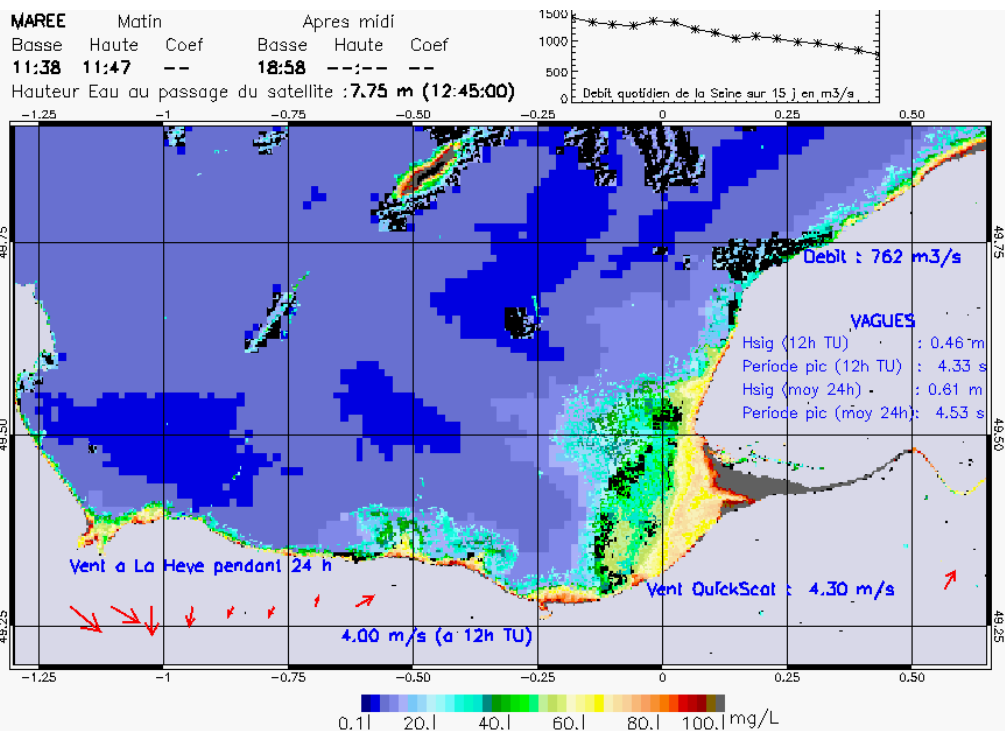 MAREE Matin Apres midi
Basse Haute Coef Basse Haute Coef
11:38 11:47 -- 18:58 --:-- --
Hauteur Eau au passage du satellite :7.75 m (12:45:00)
1500
1000
500
0
Debit quotidien de la Seine sur 15 j en m3/s
-1.25 -1 -0.75 -0.50 -0.25 0 0.25 0.50
49.75 49.75
Debit : 762 m3/s
VAGUES
Hsig (12h TU) : 0.46 m
Periode pic (12h TU) : 4.33 s
Hsig (moy 24h) : 0.61 m
Periode pic (moy 24h): 4.53 s
49.50 49.50
Vent a La Heve pendant 24 h
Vent QuickScat : 4.30 m/s
49.25 49.25
4.00 m/s (a 12h TU)
-1.25 -1 -0.75 -0.50 -0.25 0 0.25 0.50
0.1| 20.| 40.| 60.| 80.| 100.| mg/L